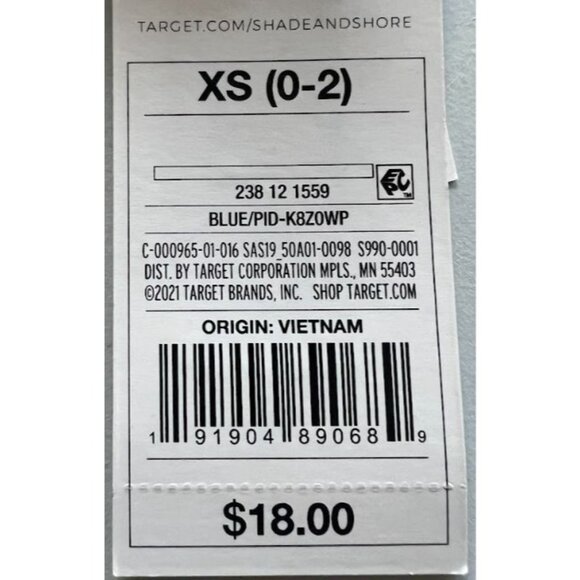 TARGET.COM/SHADEANDSHORE
XS (0-2)
EPC TM
238 12 1559
BLUE/PID-K8Z0WP
C-000965-01-016 SAS19_50A01-0098 S990-0001
DIST. BY TARGET CORPORATION MPLS., MN 55403
©2021 TARGET BRANDS, INC. SHOP TARGET.COM
ORIGIN: VIETNAM
1 91904 89068 9
$18.00